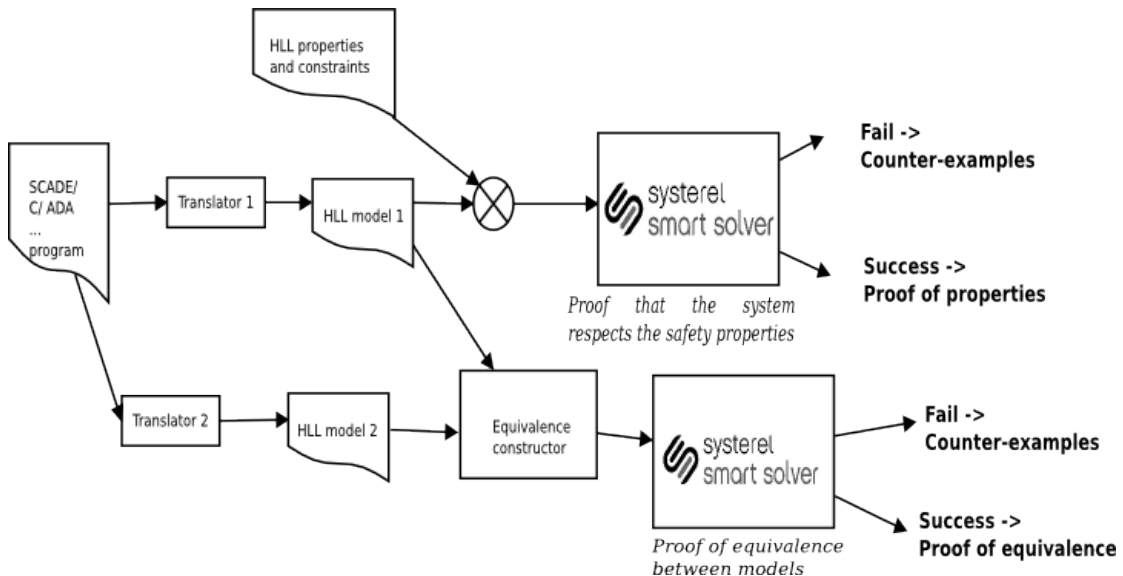 HLL properties
and constraints
SCADE/
C/ ADA
...
program
Translator 1
HLL model 1
systerel
smart solver
Fail ->
Counter-examples
Success ->
Proof of properties
Proof that the system
respects the safety properties
Translator 2
HLL model 2
Equivalence
constructor
systerel
smart solver
Fail ->
Counter-examples
Success ->
Proof of equivalence
Proof of equivalence
between models